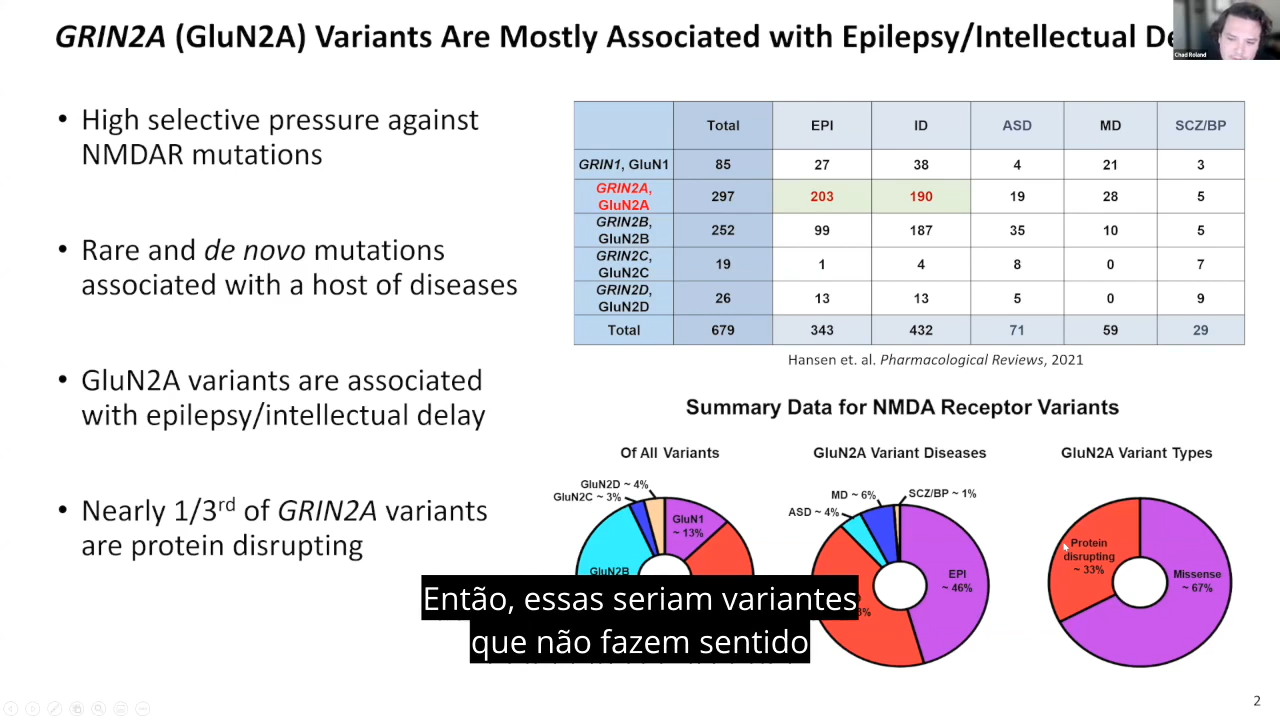 GRIN2A (GluN2A) Variants Are Mostly Associated with Epilepsy/Intellectual
Chad Roland
• High selective pressure against
NMDAR mutations
• Rare and de novo mutations
associated with a host of diseases
• GluN2A variants are associated
with epilepsy/intellectual delay
• Nearly 1/3rd of GRIN2A variants
are protein disrupting
Total EPI ID ASD MD SCZ/BP
GRIN1, GluN1 85 27 38 4 21 3
GRIN2A,
GluN2A 297 203 190 19 28 5
GRIN2B,
GluN2B 252 99 187 35 10 5
GRIN2C,
GluN2C 19 1 4 8 0 7
GRIN2D,
GluN2D 26 13 13 5 0 9
Total 679 343 432 71 59 29
Hansen et. al. Pharmacological Reviews, 2021
Summary Data for NMDA Receptor Variants
Of All Variants
GluN2D ~ 4%
GluN2C ~ 3%
GluN1
~ 13%
GluN2B
GluN2A Variant Diseases
MD ~ 6%
SCZ/BP ~ 1%
ASD ~ 4%
EPI
~ 46%
GluN2A Variant Types
Protein
disrupting
~ 33%
Missense
~ 67%
Então, essas seriam variantes
que não fazem sentido
2